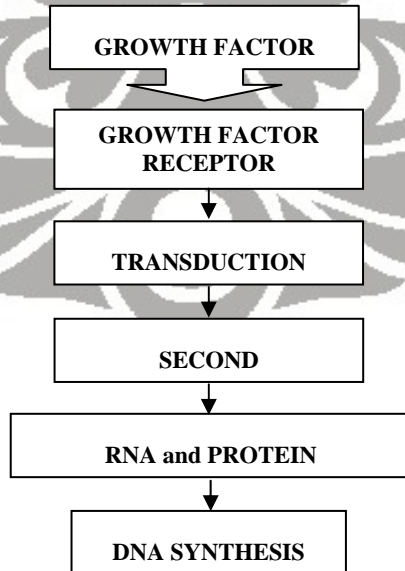 GROWTH FACTOR
GROWTH FACTOR
RECEPTOR
TRANSDUCTION
SECOND
RNA and PROTEIN
DNA SYNTHESIS